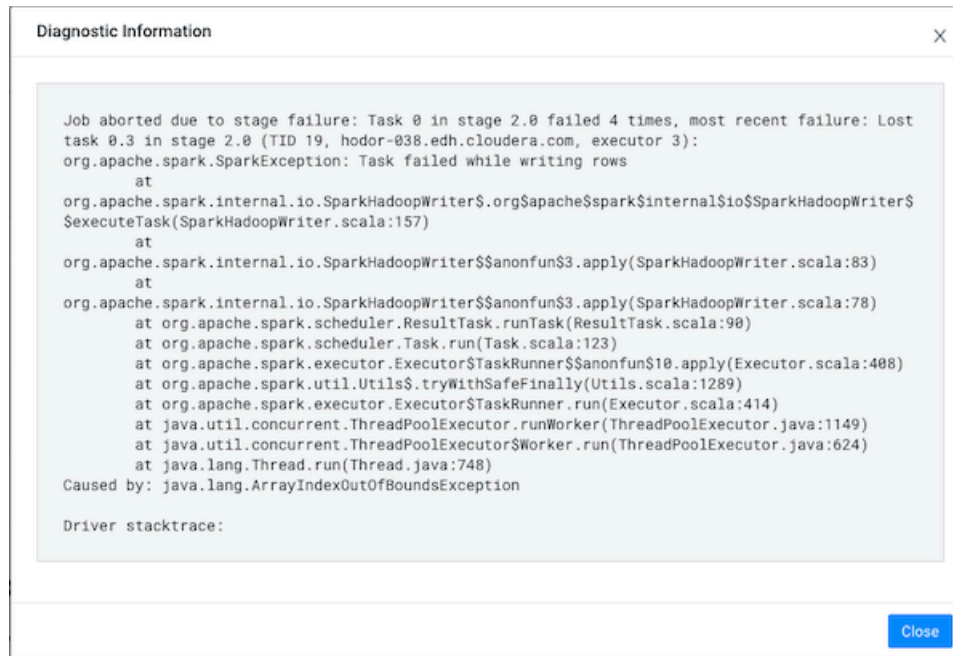 Diagnostic Information
Job aborted due to stage failure: Task 0 in stage 2.0 failed 4 times, most recent failure: Lost
task 0.3 in stage 2.0 (TID 19, hodor-038.edh.cloudera.com, executor 3):
org.apache.spark.SparkException: Task failed while writing rows
at
org.apache.spark.internal.io.SparkHadoopWriter$.org$apache$spark$internal$io$SparkHadoopWriter$
$executeTask(SparkHadoopWriter.scala:157)
at
org.apache.spark.internal.io.SparkHadoopWriter$$anonfun$3.apply(SparkHadoopWriter.scala:83)
at
org.apache.spark.internal.io.SparkHadoopWriter$$anonfun$3.apply(SparkHadoopWriter.scala:78)
at org.apache.spark.scheduler.ResultTask.runTask(ResultTask.scala:90)
at org.apache.spark.scheduler.Task.run(Task.scala:123)
at org.apache.spark.executor.Executor$TaskRunner$$anonfun$10.apply(Executor.scala:408)
at org.apache.spark.util.Utils$.tryWithSafeFinally(Utils.scala:1289)
at org.apache.spark.executor.Executor$TaskRunner.run(Executor.scala:414)
at java.util.concurrent.ThreadPoolExecutor.runWorker(ThreadPoolExecutor.java:1149)
at java.util.concurrent.ThreadPoolExecutor$Worker.run(ThreadPoolExecutor.java:624)
at java.lang.Thread.run(Thread.java:748)
Caused by: java.lang.ArrayIndexOutOfBoundsException
Driver stacktrace:
Close